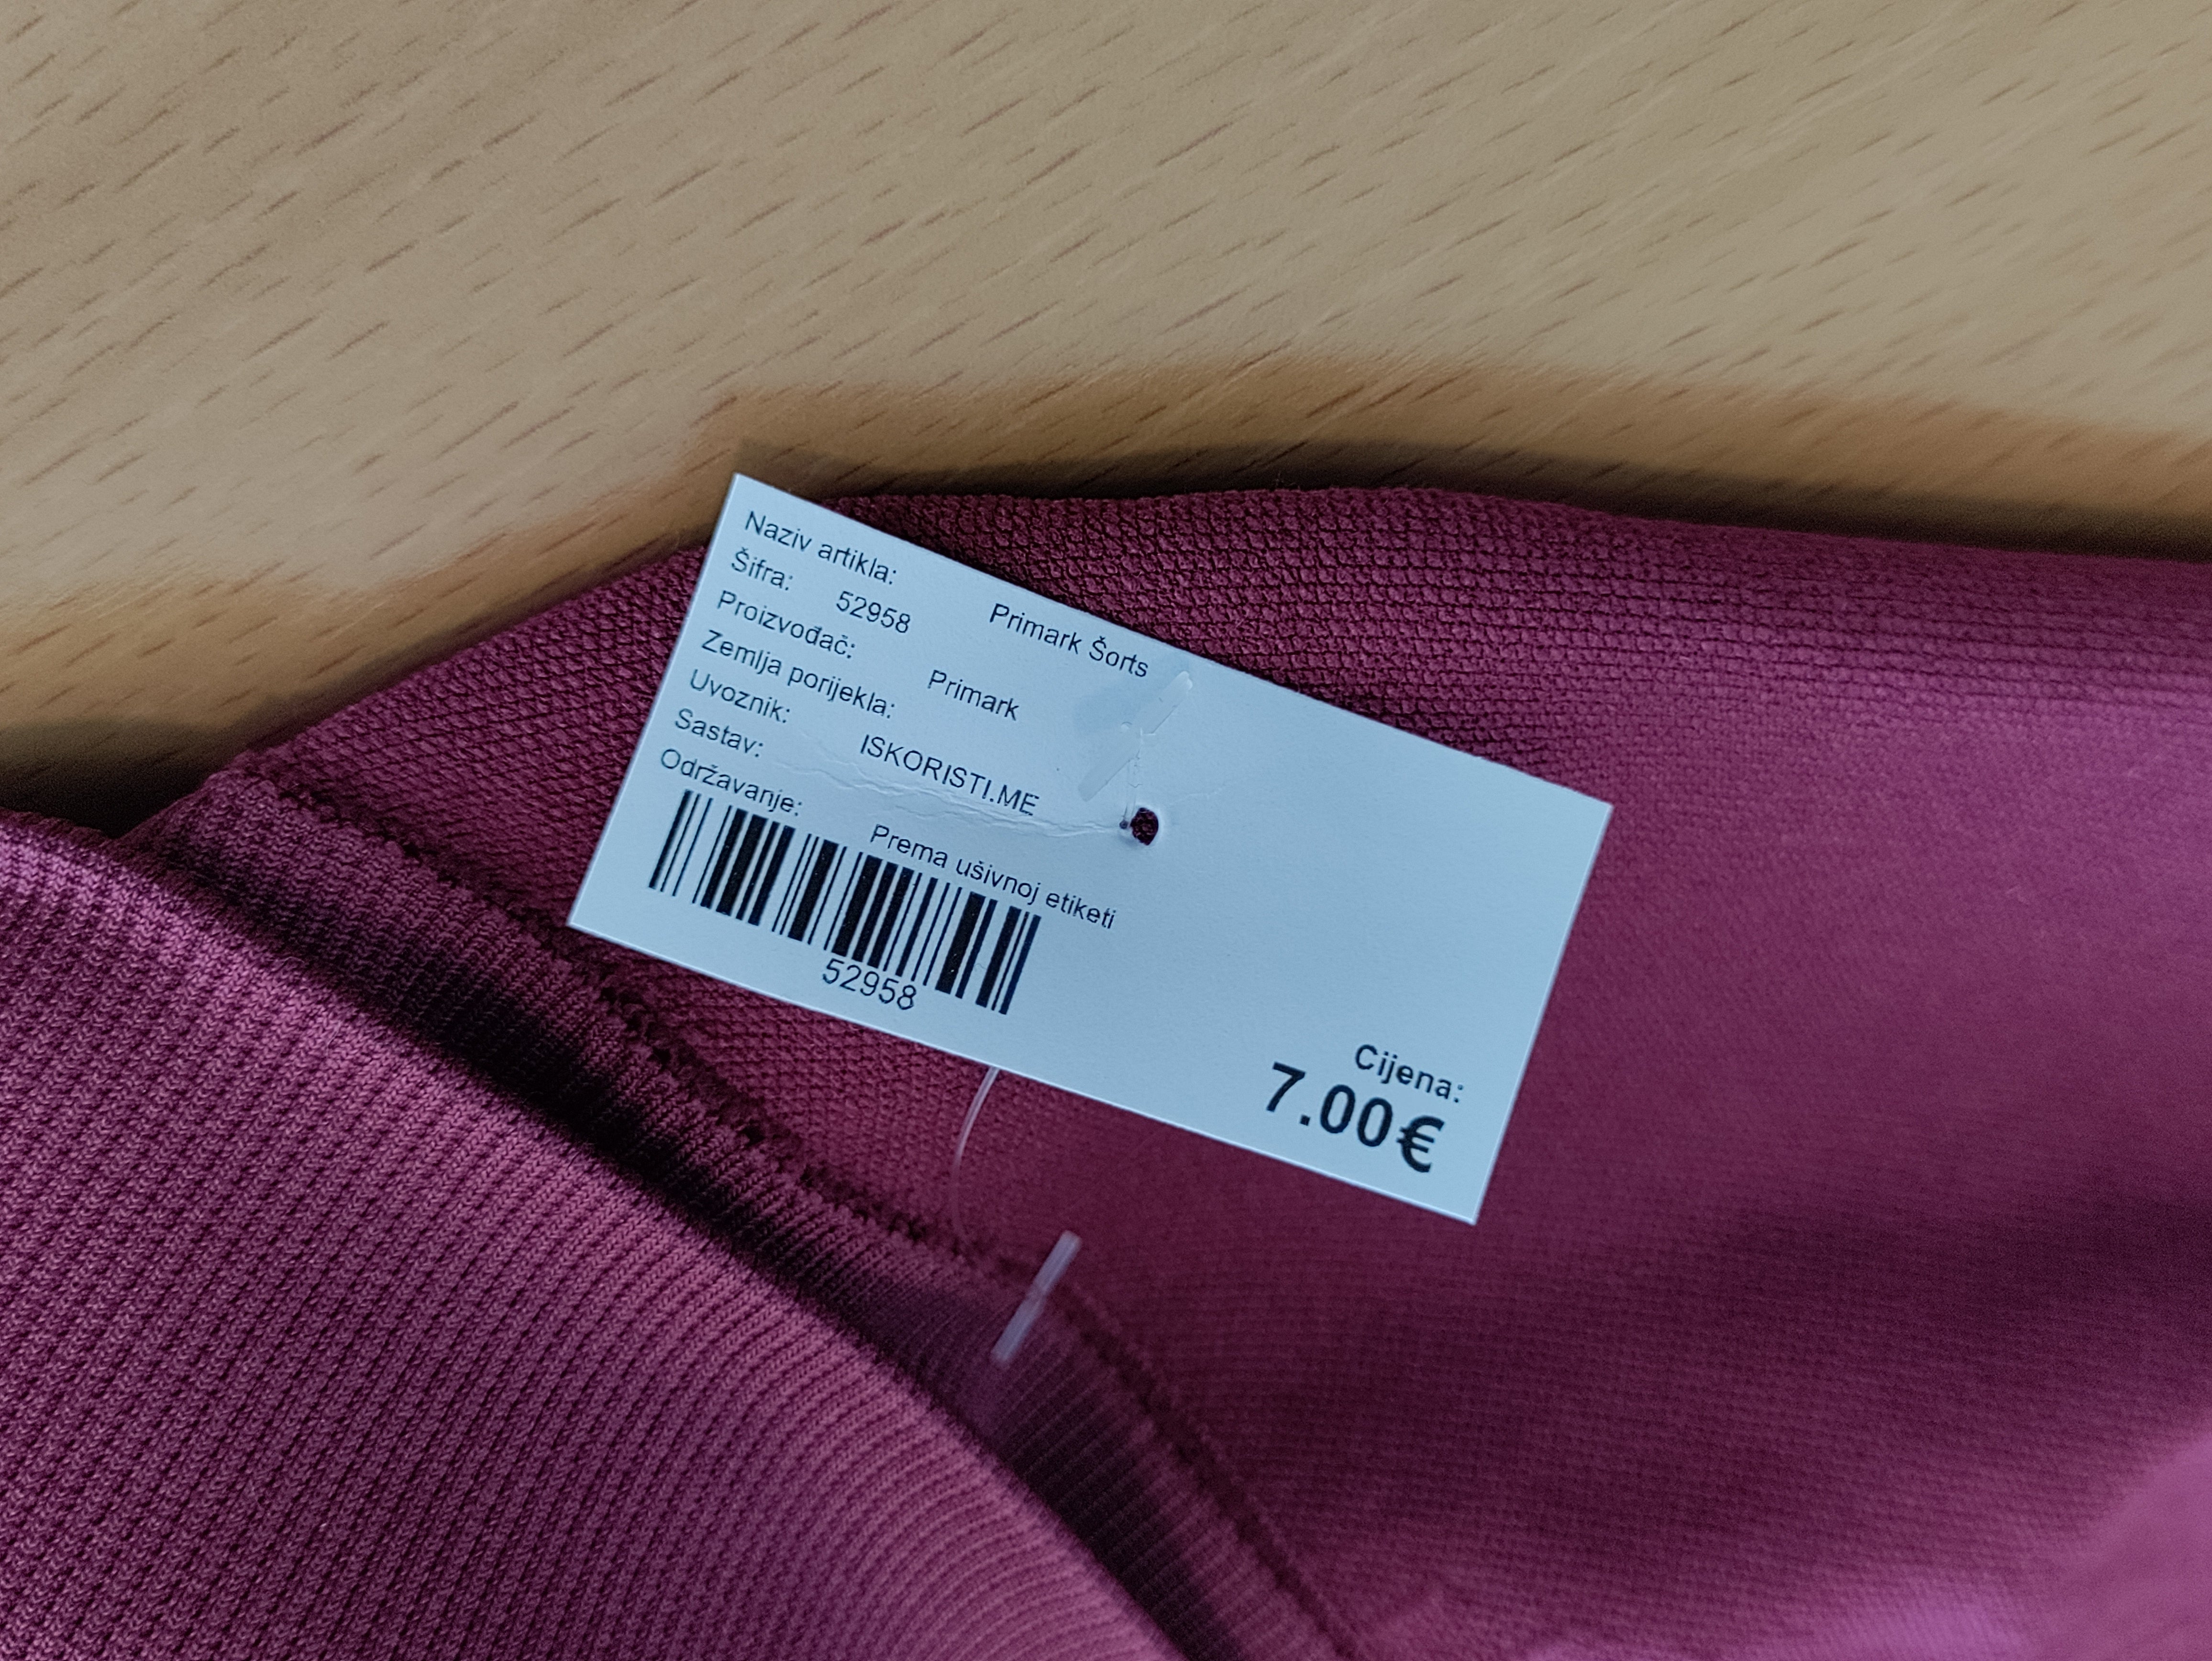 Naziv artikla: Primark Šorts
Šifra: 52958
Proizvođač: Primark
Zemlja porijekla:
Uvoznik: ISKORISTI.ME
Sastav:
Održavanje: Prema ušivnoj etiketi
52958
Cijena:
7.00€